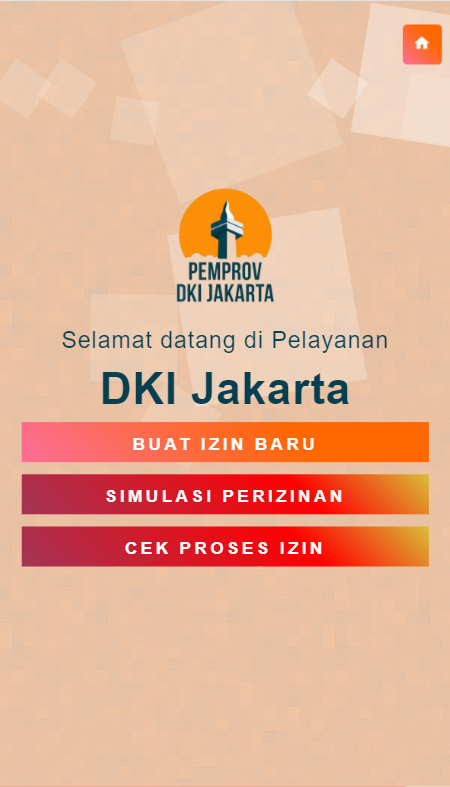 PEMPROV
DKI JAKARTA
Selamat datang di Pelayanan
DKI Jakarta
BUAT IZIN BARU
SIMULASI PERIZINAN
CEK PROSES IZIN